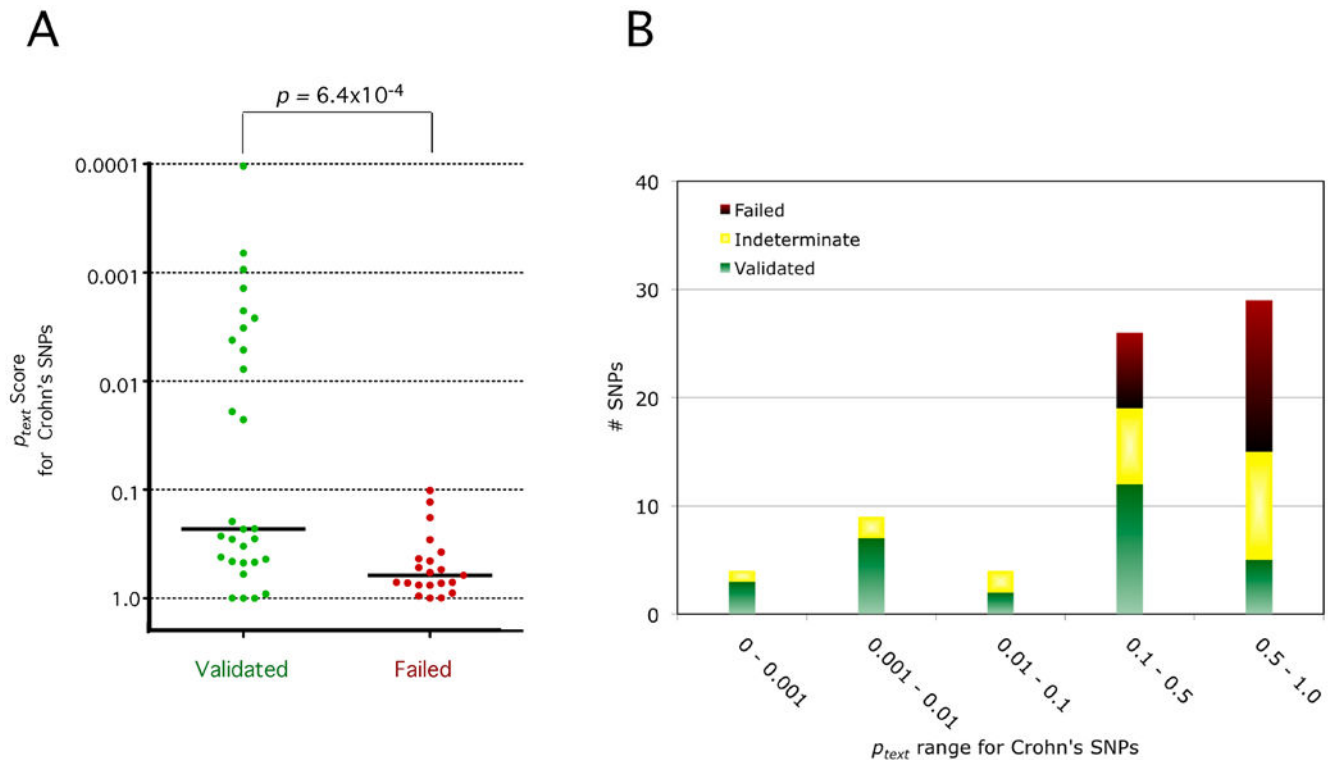 A
p = 6.4x10-4
0.0001
0.001
0.01
0.1
1.0
ptext Score
for Crohn's SNPs
Validated
Failed
B
40
30
20
10
0
# SNPs
Failed
Indeterminate
Validated
0 - 0.001
0.001 - 0.01
0.01 - 0.1
0.1 - 0.5
0.5 - 1.0
ptext range for Crohn's SNPs